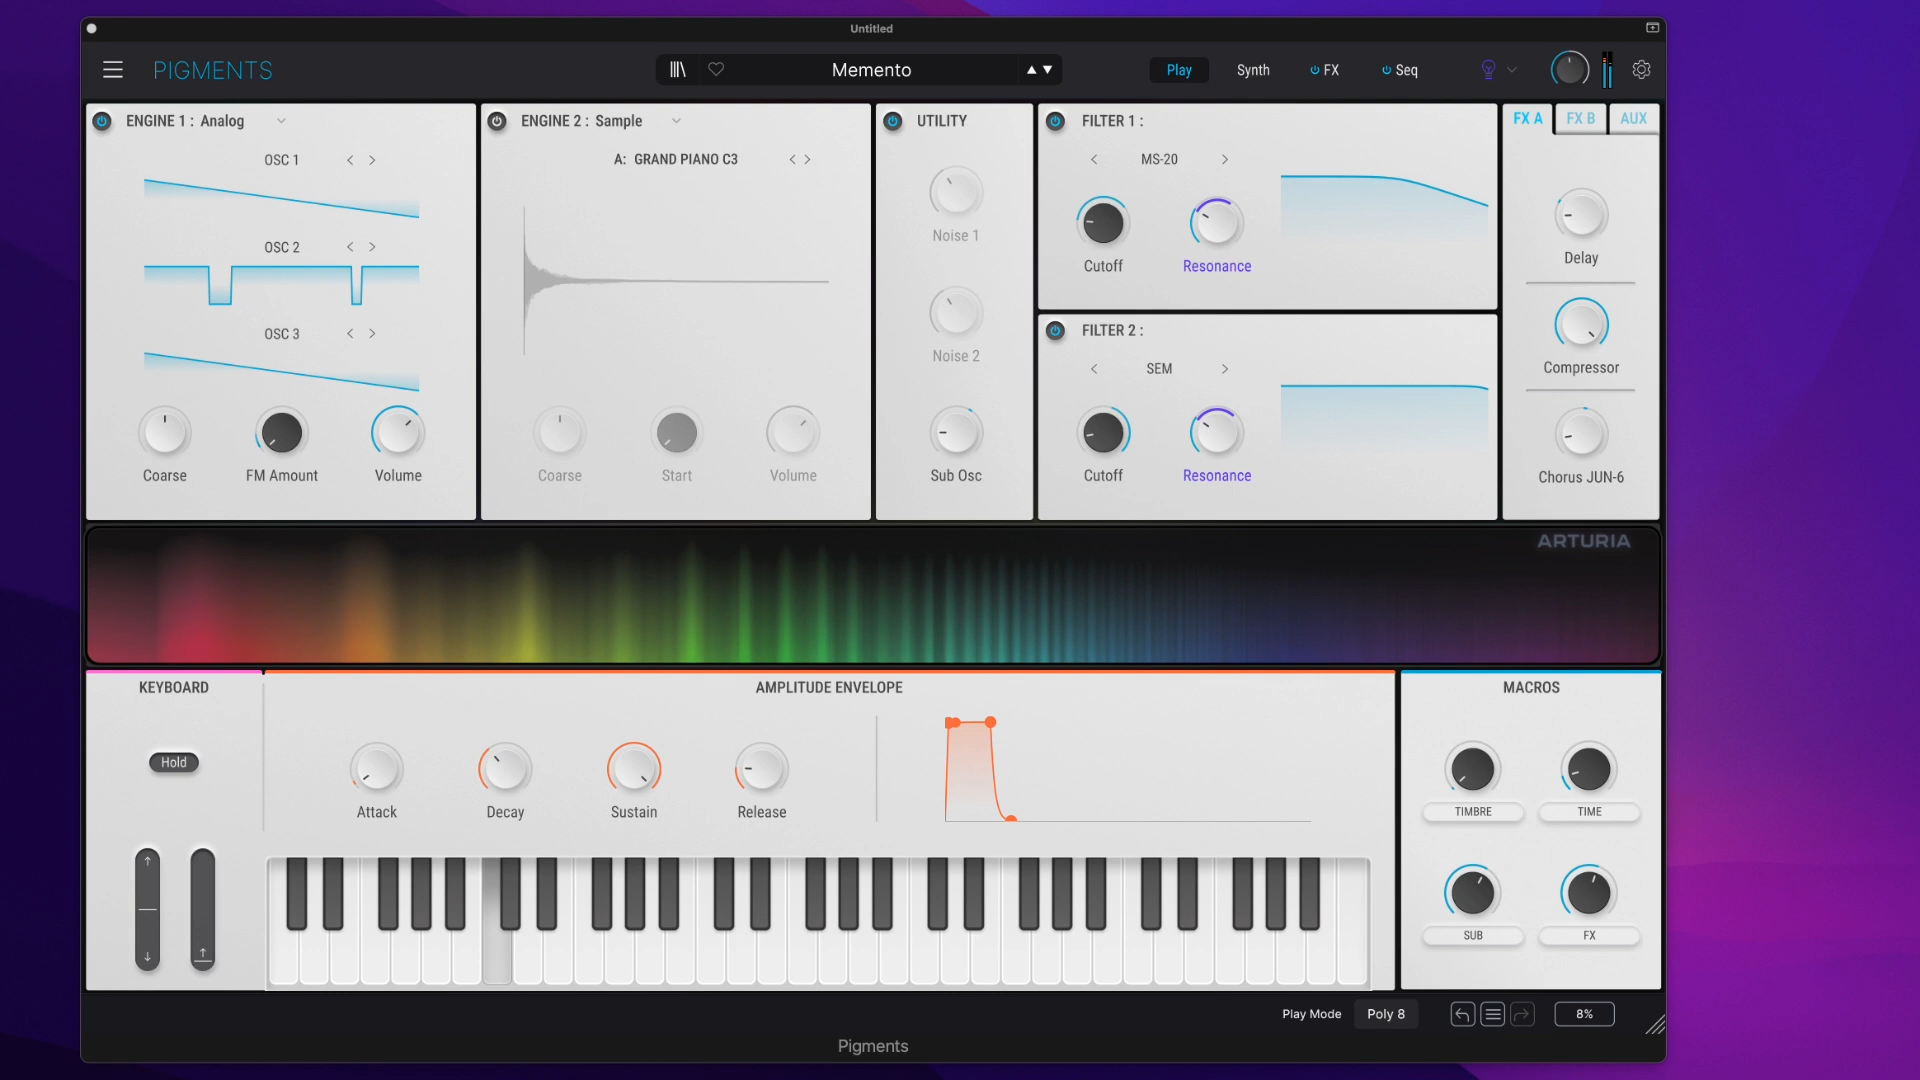 Untitled
PIGMENTS
Memento
Play
Synth
FX
Seq
ENGINE 1 : Analog
OSC 1
OSC 2
OSC 3
Coarse
FM Amount
Volume
ENGINE 2 : Sample
A: GRAND PIANO C3
Coarse
Start
Volume
UTILITY
Noise 1
Noise 2
Sub Osc
FILTER 1 :
MS-20
Cutoff
Resonance
FILTER 2 :
SEM
Cutoff
Resonance
FX A
FX B
AUX
Delay
Compressor
Chorus JUN-6
ARTURIA
KEYBOARD
Hold
AMPLITUDE ENVELOPE
Attack
Decay
Sustain
Release
MACROS
TIMBRE
TIME
SUB
FX
Play Mode
Poly 8
8%
Pigments